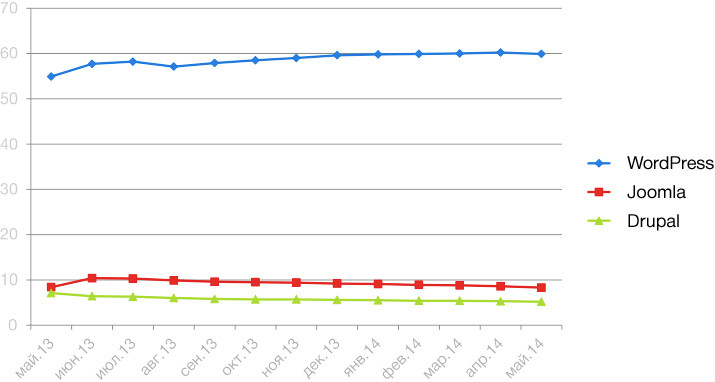 70
60
50
40
30
20
10
0
май.13
июн.13
июл.13
авг.13
сен.13
окт.13
ноя.13
дек.13
янв.14
фев.14
мар.14
апр.14
май.14
WordPress
Joomla
Drupal